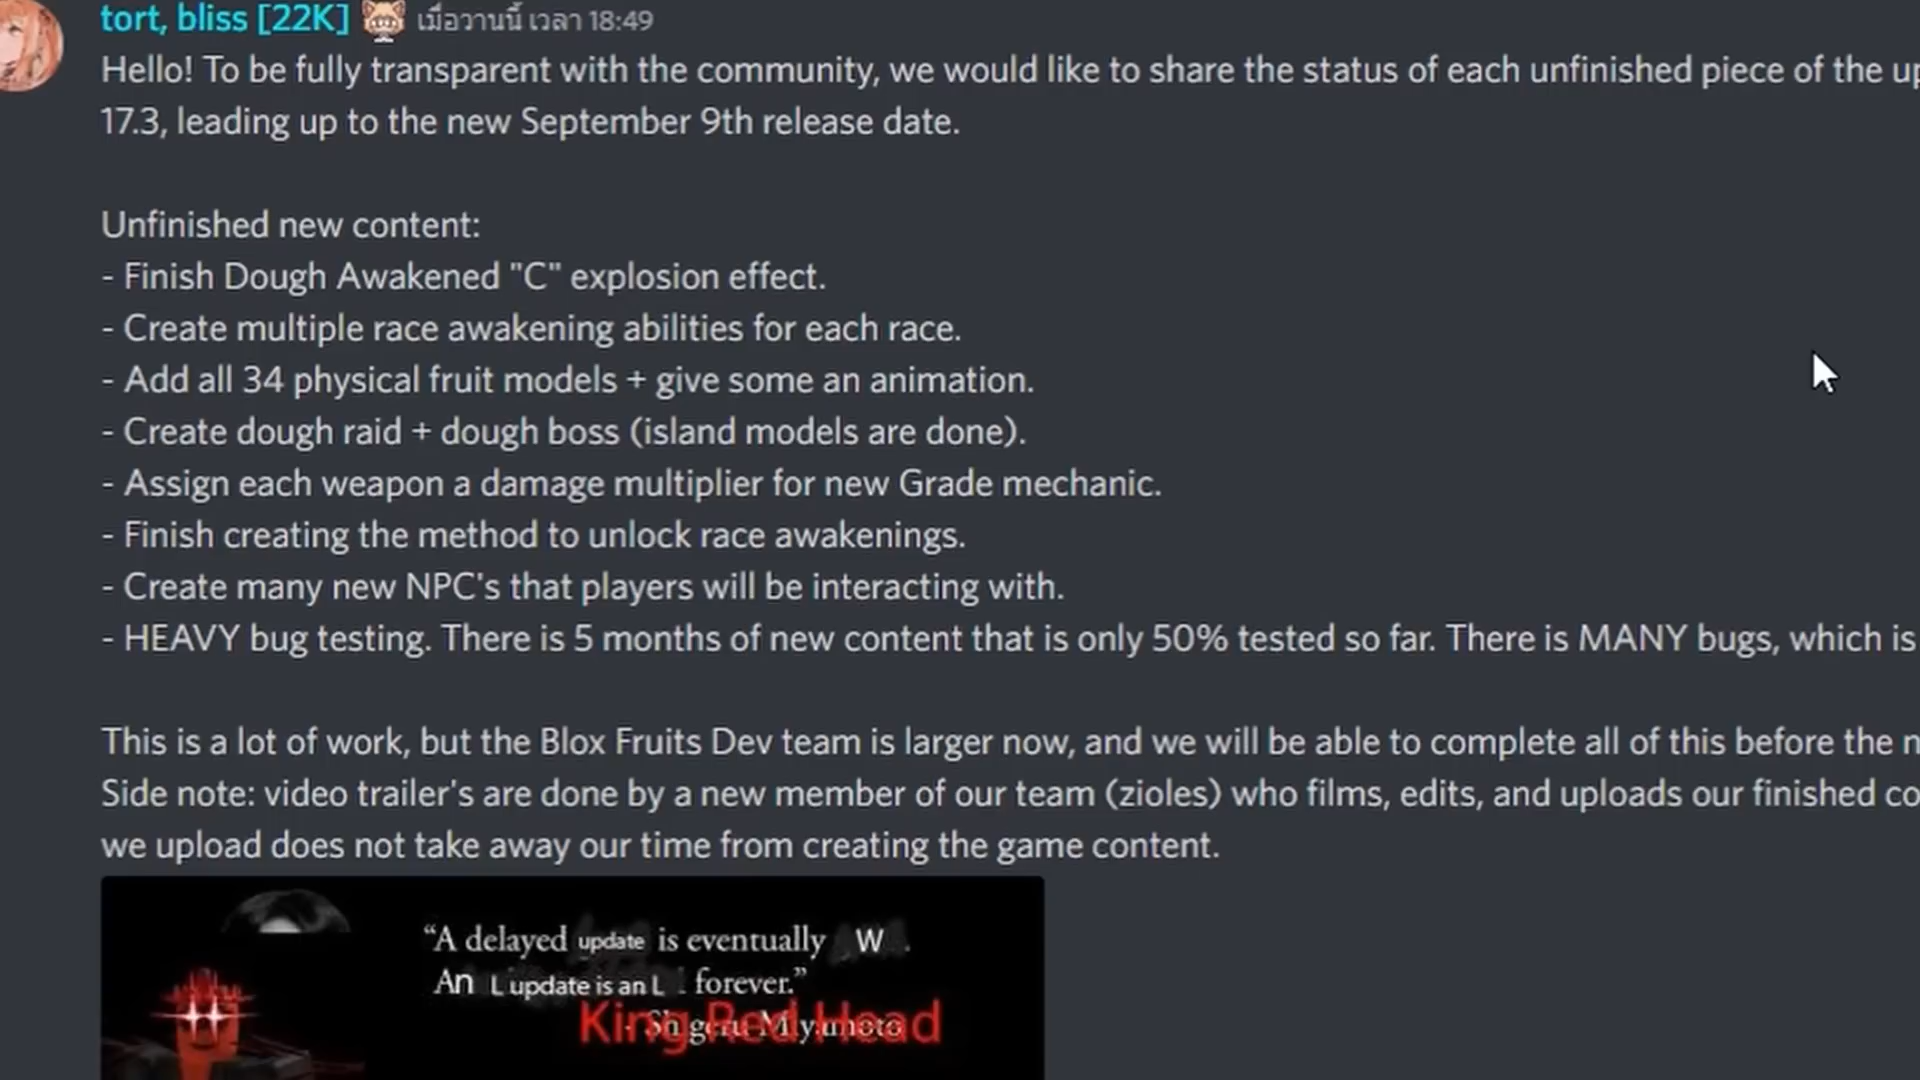 tort, bliss [22K] เมื่อวานนี้ เวลา 18:49
Hello! To be fully transparent with the community, we would like to share the status of each unfinished piece of the up
17.3, leading up to the new September 9th release date.
Unfinished new content:
- Finish Dough Awakened "C" explosion effect.
- Create multiple race awakening abilities for each race.
- Add all 34 physical fruit models + give some an animation.
- Create dough raid + dough boss (island models are done).
- Assign each weapon a damage multiplier for new Grade mechanic.
- Finish creating the method to unlock race awakenings.
- Create many new NPC's that players will be interacting with.
- HEAVY bug testing. There is 5 months of new content that is only 50% tested so far. There is MANY bugs, which is
This is a lot of work, but the Blox Fruits Dev team is larger now, and we will be able to complete all of this before the n
Side note: video trailer's are done by a new member of our team (zioles) who films, edits, and uploads our finished co
we upload does not take away our time from creating the game content.
“A delayed update is eventually W .
An L update is an L forever.”
- Shigeru Miyamoto
King Red Head